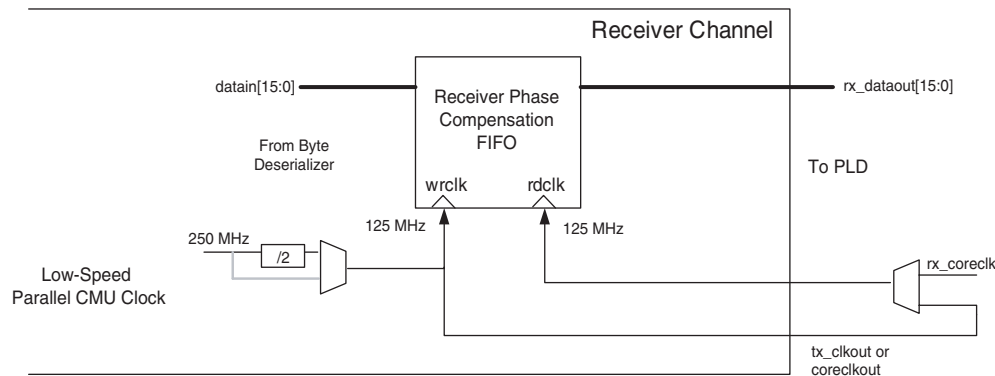 Receiver Channel
datain[15:0]
Receiver Phase
Compensation
FIFO
rx_dataout[15:0]
From Byte
Deserializer
To PLD
wrclk
rdclk
125 MHz
125 MHz
250 MHz
/2
Low-Speed
Parallel CMU Clock
rx_coreclk
tx_clkout or
coreclkout